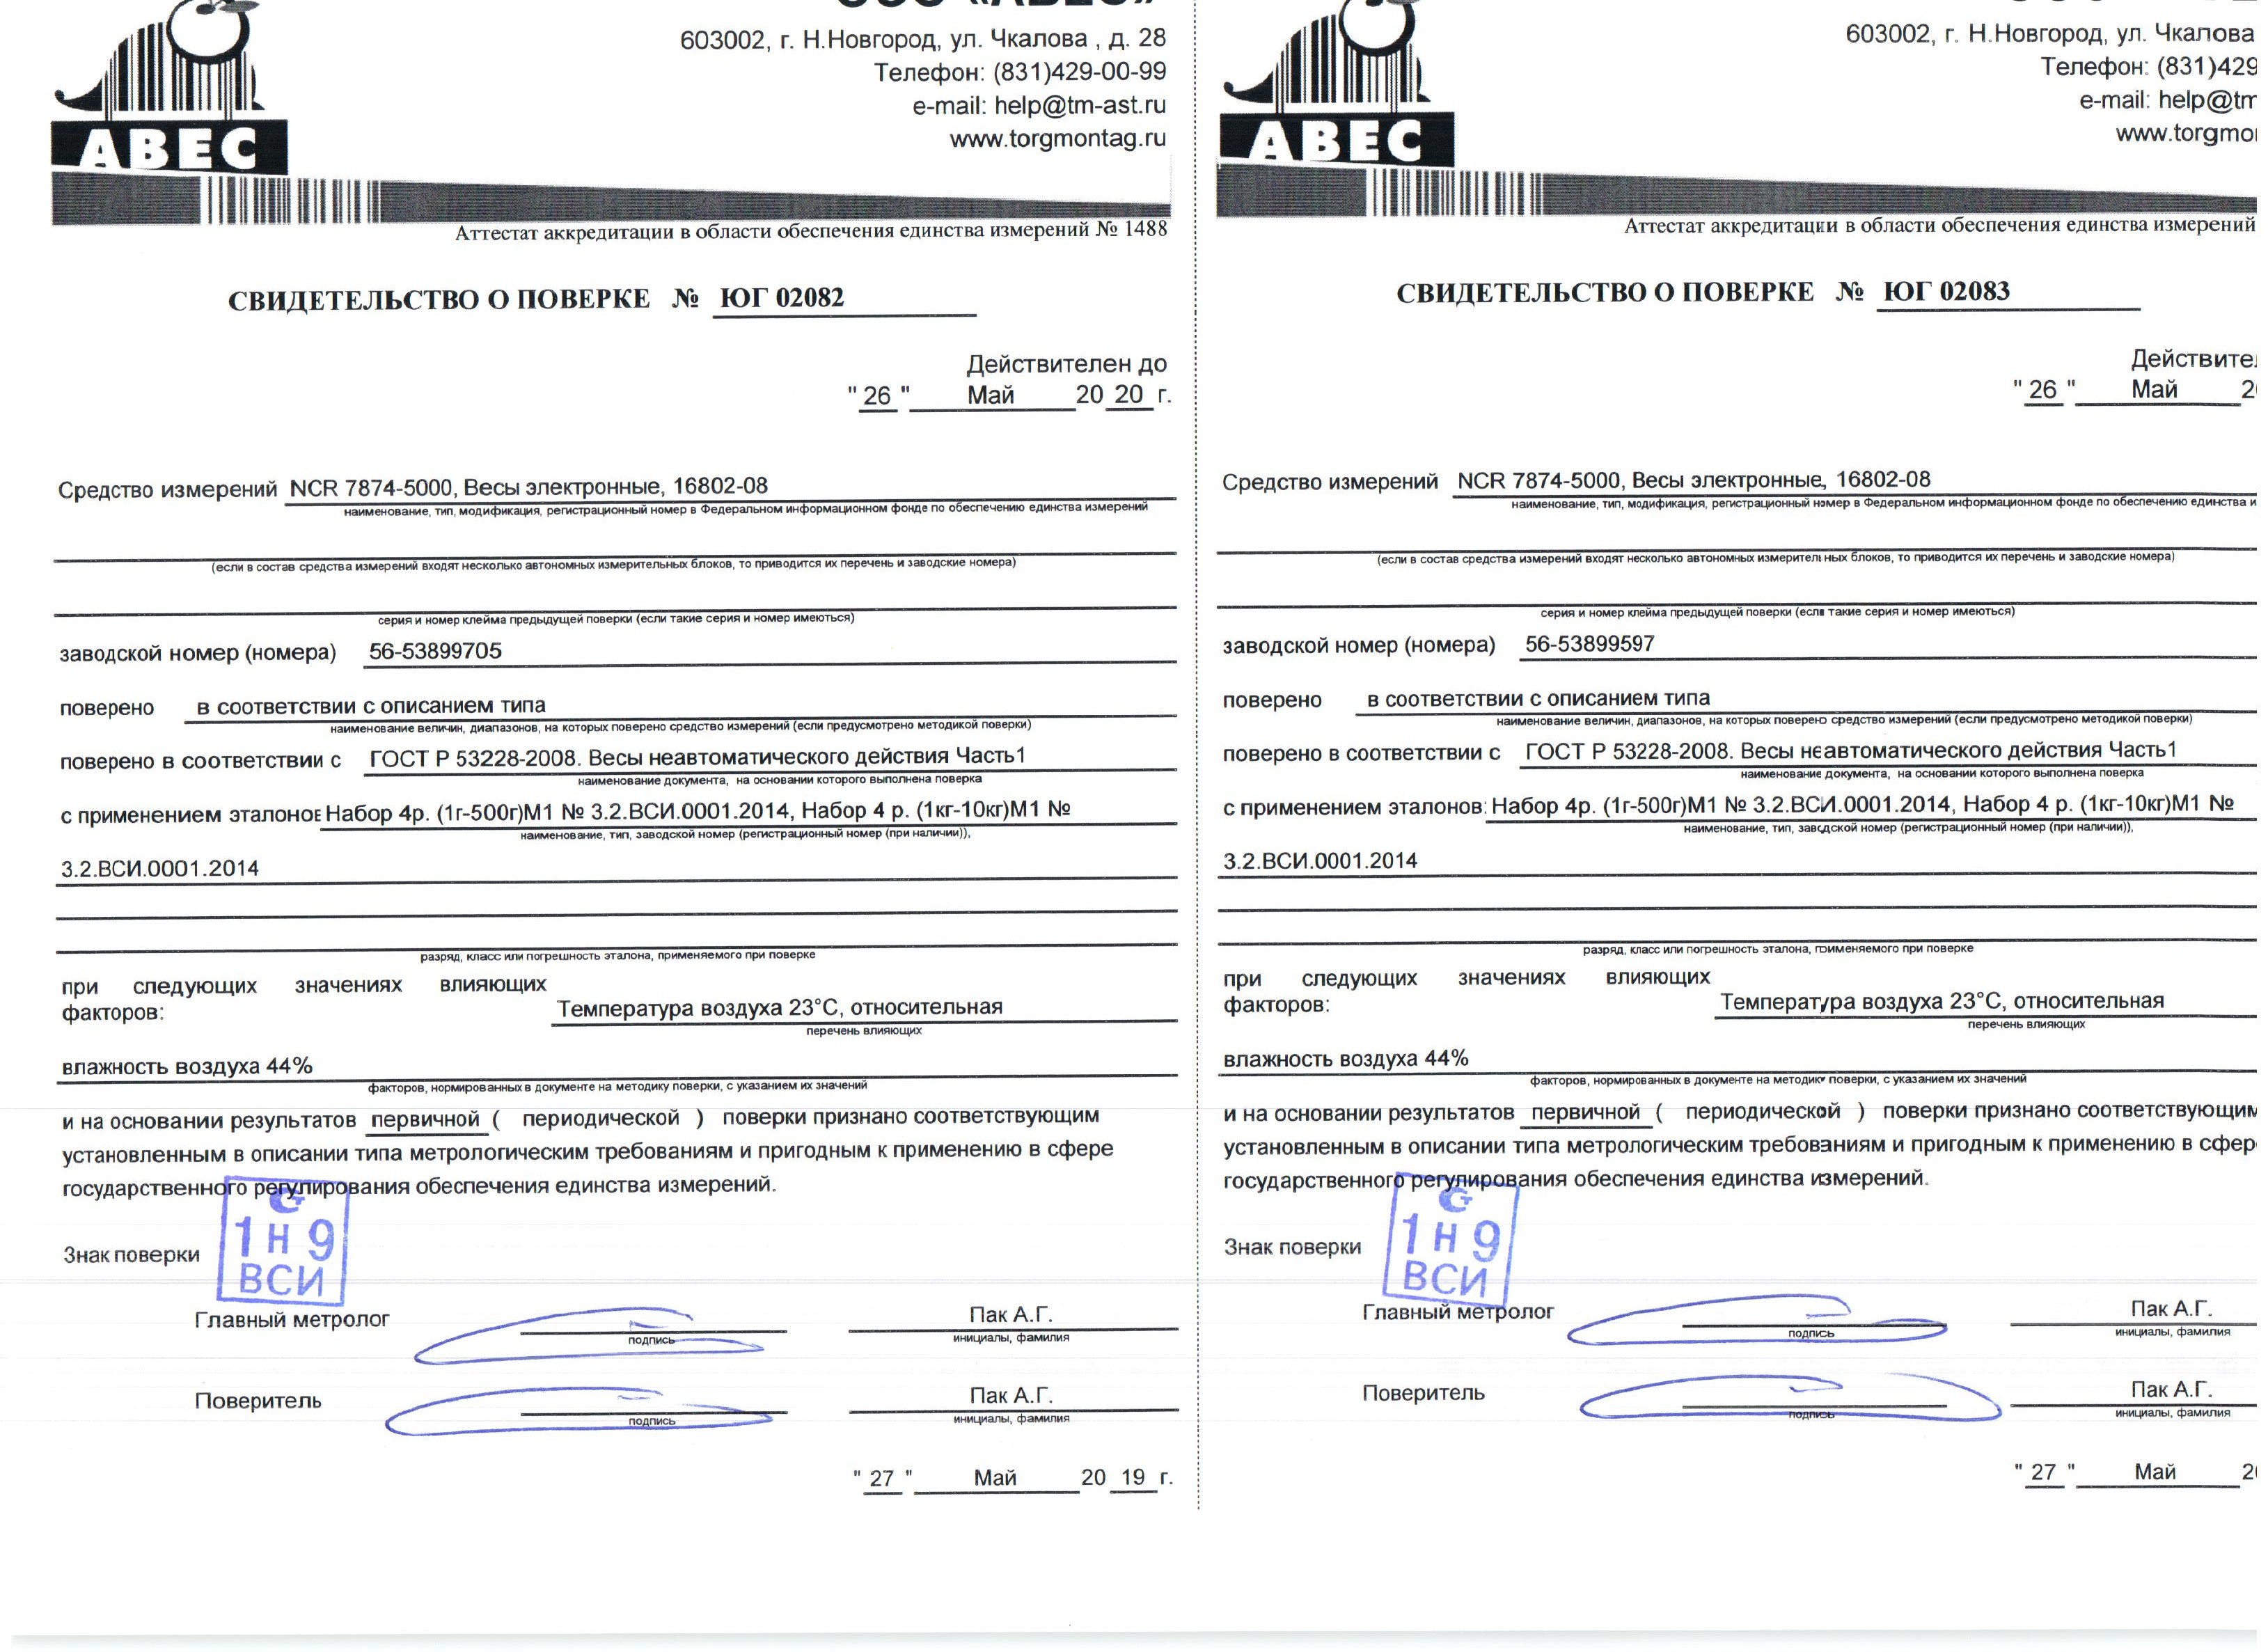 ООО «АВЕС»
603002, г. Н.Новгород, ул. Чкалова , д. 28
Телефон: (831)429-00-99
e-mail: help@tm-ast.ru
www.torgmontag.ru
АВЕС
Аттестат аккредитации в области обеспечения единства измерений № 1488
СВИДЕТЕЛЬСТВО О ПОВЕРКЕ № ЮГ 02082
Действителен до
" 26 " Май 20 20 г.
Средство измерений NCR 7874-5000, Весы электронные, 16802-08
наименование, тип, модификация, регистрационный номер в Федеральном информационном фонде по обеспечению единства измерений
(если в состав средства измерений входят несколько автономных измерительных блоков, то приводится их перечень и заводские номера)
серия и номер клейма предыдущей поверки (если такие серия и номер имеються)
заводской номер (номера) 56-53899705
поверено в соответствии с описанием типа
наименование величин, диапазонов, на которых поверено средство измерений (если предусмотрено методикой поверки)
поверено в соответствии с ГОСТ Р 53228-2008. Весы неавтоматического действия Часть1
наименование документа, на основании которого выполнена поверка
с применением эталонов Набор 4р. (1г-500г)М1 № 3.2.ВСИ.0001.2014, Набор 4 р. (1кг-10кг)М1 №
наименование, тип, заводской номер (регистрационный номер (при наличии)),
3.2.ВСИ.0001.2014
разряд, класс или погрешность эталона, применяемого при поверке
при следующих значениях влияющих
факторов: Температура воздуха 23°С, относительная
перечень влияющих
влажность воздуха 44%
факторов, нормированных в документе на методику поверки, с указанием их значений
и на основании результатов первичной ( периодической ) поверки признано соответствующим
установленным в описании типа метрологическим требованиям и пригодным к применению в сфере
государственного регулирования обеспечения единства измерений.
Знак поверки
1 Н 9
ВСИ
Главный метролог Пак А.Г.
подпись инициалы, фамилия
Поверитель Пак А.Г.
подпись инициалы, фамилия
" 27 " Май 20 19 г.
603002, г. Н.Новгород, ул. Чкалова
Телефон: (831)429
e-mail: help@tm
www.torgmon
АВЕС
Аттестат аккредитации в области обеспечения единства измерений
СВИДЕТЕЛЬСТВО О ПОВЕРКЕ № ЮГ 02083
Действител
" 26 " Май 2
Средство измерений NCR 7874-5000, Весы электронные, 16802-08
наименование, тип, модификация, регистрационный номер в Федеральном информационном фонде по обеспечению единства и
(если в состав средства измерений входят несколько автономных измерительных блоков, то приводится их перечень и заводские номера)
серия и номер клейма предыдущей поверки (если такие серия и номер имеються)
заводской номер (номера) 56-53899597
поверено в соответствии с описанием типа
наименование величин, диапазонов, на которых поверено средство измерений (если предусмотрено методикой поверки)
поверено в соответствии с ГОСТ Р 53228-2008. Весы неавтоматического действия Часть1
наименование документа, на основании которого выполнена поверка
с применением эталонов: Набор 4р. (1г-500г)М1 № 3.2.ВСИ.0001.2014, Набор 4 р. (1кг-10кг)М1 №
наименование, тип, заводской номер (регистрационный номер (при наличии)),
3.2.ВСИ.0001.2014
разряд, класс или погрешность эталона, применяемого при поверке
при следующих значениях влияющих
факторов: Температура воздуха 23°С, относительная
перечень влияющих
влажность воздуха 44%
факторов, нормированных в документе на методику поверки, с указанием их значений
и на основании результатов первичной ( периодической ) поверки признано соответствующим
установленным в описании типа метрологическим требованиям и пригодным к применению в сфере
государственного регулирования обеспечения единства измерений.
Знак поверки
1 Н 9
ВСИ
Главный метролог Пак А.Г.
подпись инициалы, фамилия
Поверитель Пак А.Г.
подпись инициалы, фамилия
" 27 " Май 2